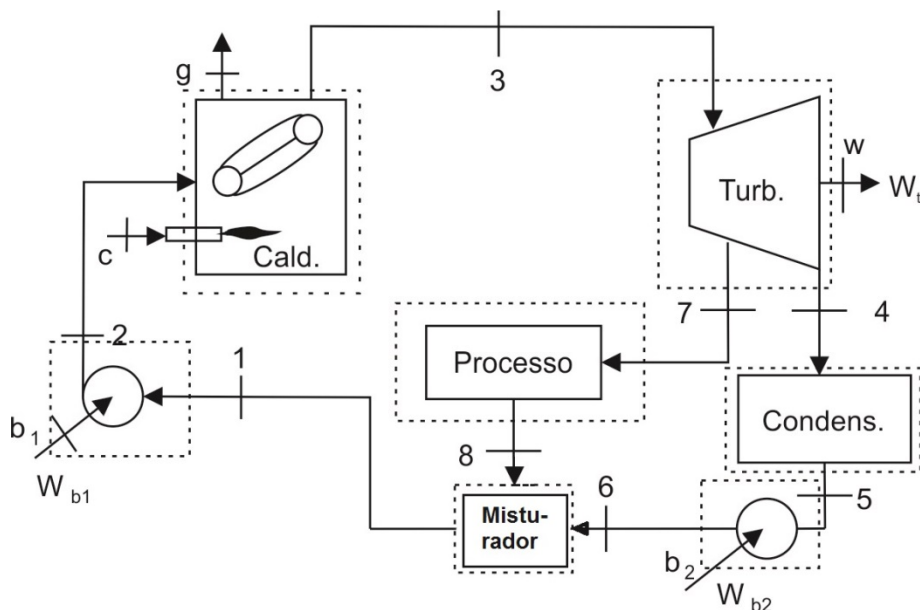 g
3
w
Turb.
W t
c
Cald.
7
4
2
1
Processo
Condens.
b 1
W b1
8
6
5
Mistu-
rador
b 2
W b2